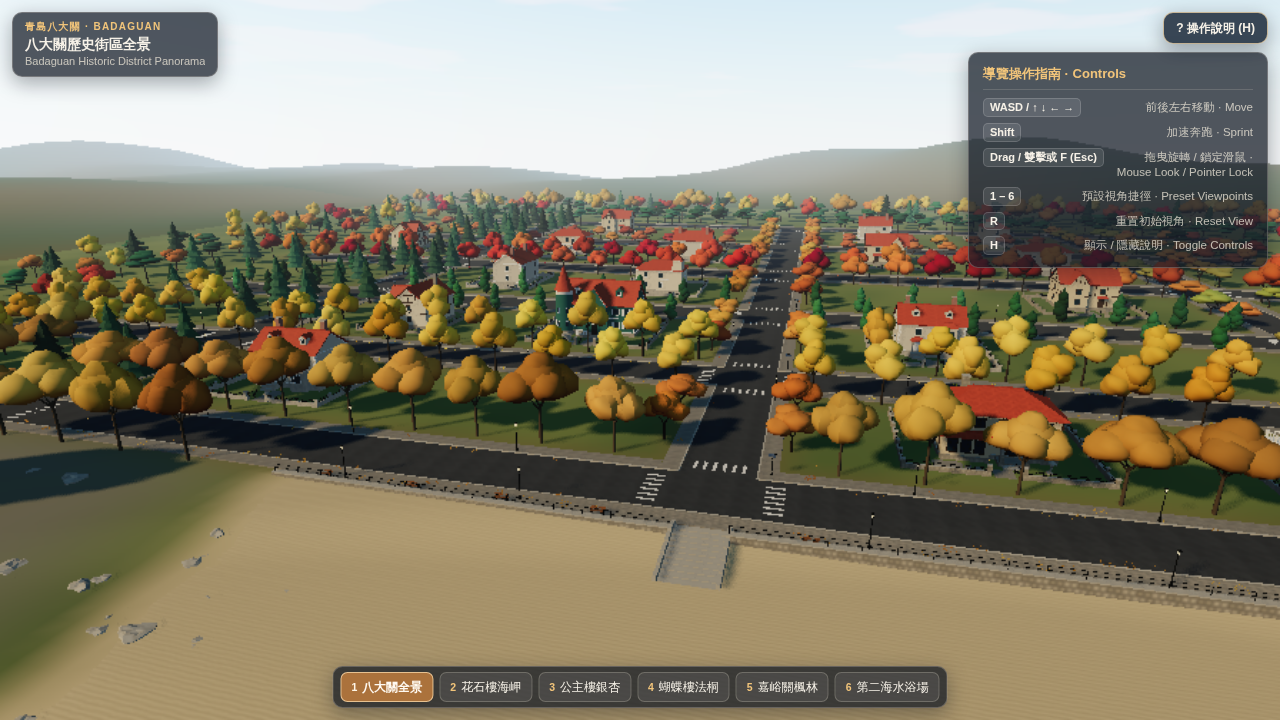 青島八大關 · BADAGUAN
八大關歷史街區全景
Badaguan Historic District Panorama
? 操作說明 (H)
導覽操作指南 · Controls
WASD / ↑ ↓ ← → 前後左右移動 · Move
Shift 加速奔跑 · Sprint
Drag / 雙擊或 F (Esc) 拖曳旋轉 / 鎖定滑鼠 ·
Mouse Look / Pointer Lock
1 – 6 預設視角捷徑 · Preset Viewpoints
R 重置初始視角 · Reset View
H 顯示 / 隱藏說明 · Toggle Controls
1 八大關全景 2 花石樓海岬 3 公主樓銀杏 4 蝴蝶樓法桐 5 嘉峪關楓林 6 第二海水浴場